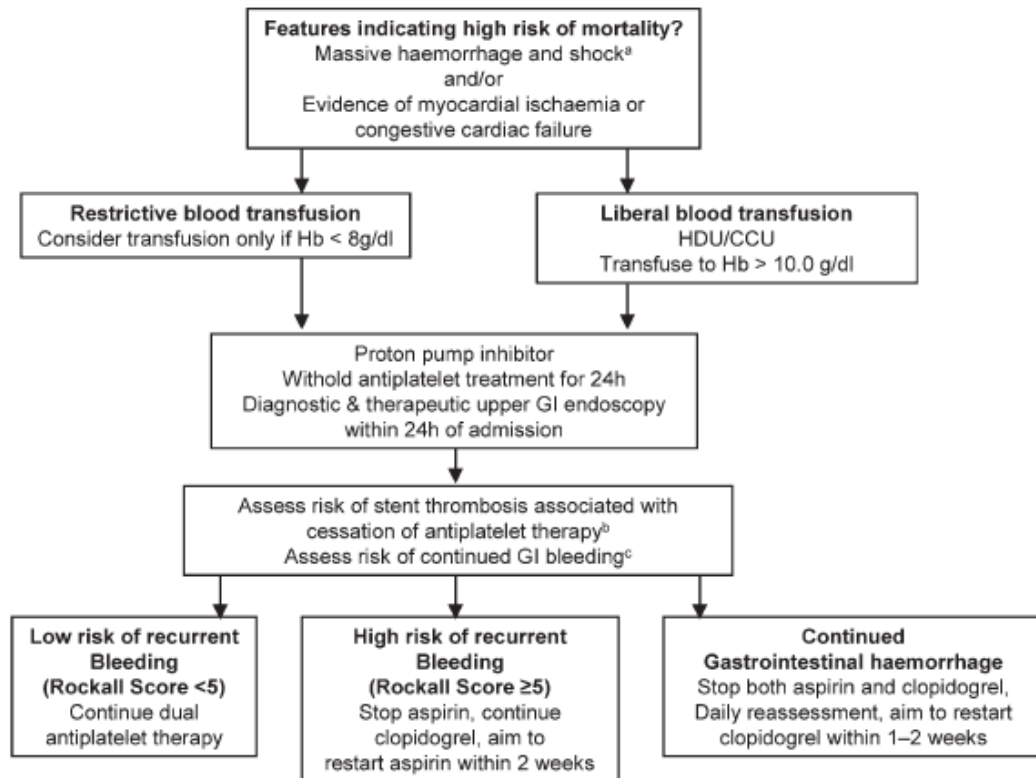 Features indicating high risk of mortality?
Massive haemorrhage and shockᵃ
and/or
Evidence of myocardial ischaemia or
congestive cardiac failure
Restrictive blood transfusion
Consider transfusion only if Hb < 8g/dl
Liberal blood transfusion
HDU/CCU
Transfuse to Hb > 10.0 g/dl
Proton pump inhibitor
Withold antiplatelet treatment for 24h
Diagnostic & therapeutic upper GI endoscopy
within 24h of admission
Assess risk of stent thrombosis associated with
cessation of antiplatelet therapyᵇ
Assess risk of continued GI bleedingᶜ
Low risk of recurrent
Bleeding
(Rockall Score <5)
Continue dual
antiplatelet therapy
High risk of recurrent
Bleeding
(Rockall Score ≥5)
Stop aspirin, continue
clopidogrel, aim to
restart aspirin within 2 weeks
Continued
Gastrointestinal haemorrhage
Stop both aspirin and clopidogrel,
Daily reassessment, aim to restart
clopidogrel within 1–2 weeks